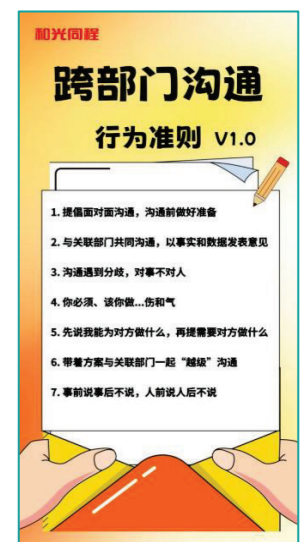 和光同程
跨部门沟通
行为准则 V1.0
1. 提倡面对面沟通，沟通前做好准备
2. 与关联部门共同沟通，以事实和数据发表意见
3. 沟通遇到分歧，对事不对人
4. 你必须、该你做...伤和气
5. 先说我能为对方做什么，再提需要对方做什么
6. 带着方案与关联部门一起“越级”沟通
7. 事前说事后不说，人前说人后不说